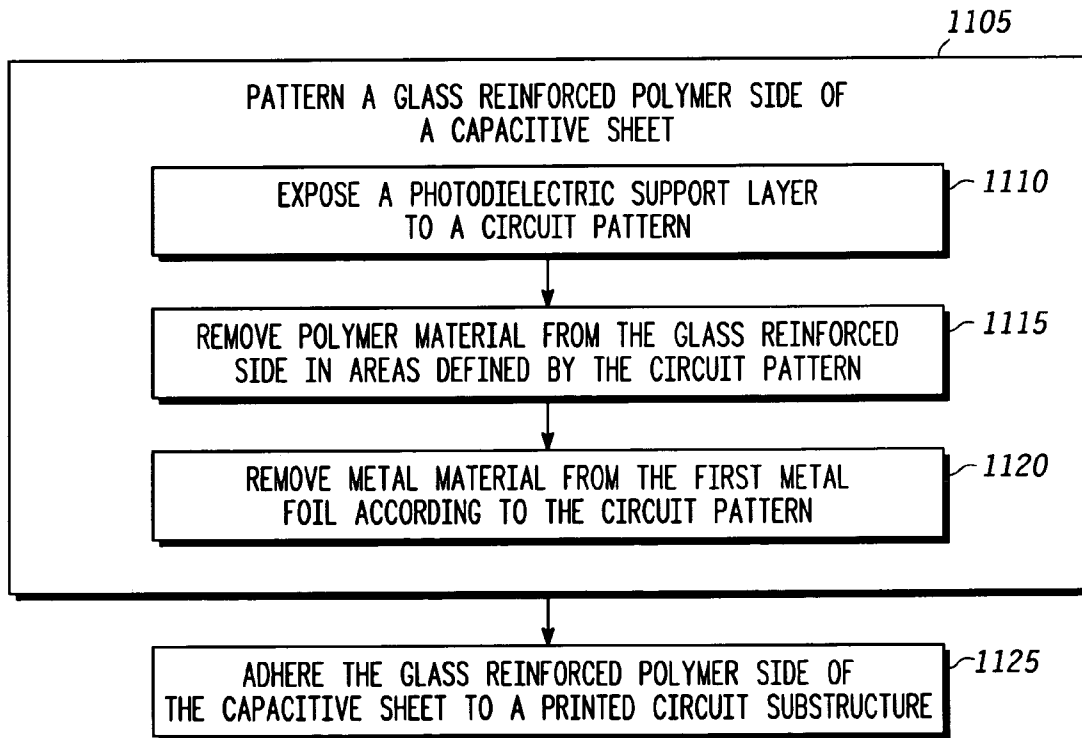 1105
PATTERN A GLASS REINFORCED POLYMER SIDE OF
A CAPACITIVE SHEET
EXPOSE A PHOTODIELECTRIC SUPPORT LAYER
TO A CIRCUIT PATTERN
1110
REMOVE POLYMER MATERIAL FROM THE GLASS REINFORCED
SIDE IN AREAS DEFINED BY THE CIRCUIT PATTERN
1115
REMOVE METAL MATERIAL FROM THE FIRST METAL
FOIL ACCORDING TO THE CIRCUIT PATTERN
1120
ADHERE THE GLASS REINFORCED POLYMER SIDE OF
THE CAPACITIVE SHEET TO A PRINTED CIRCUIT SUBSTRUCTURE
1125